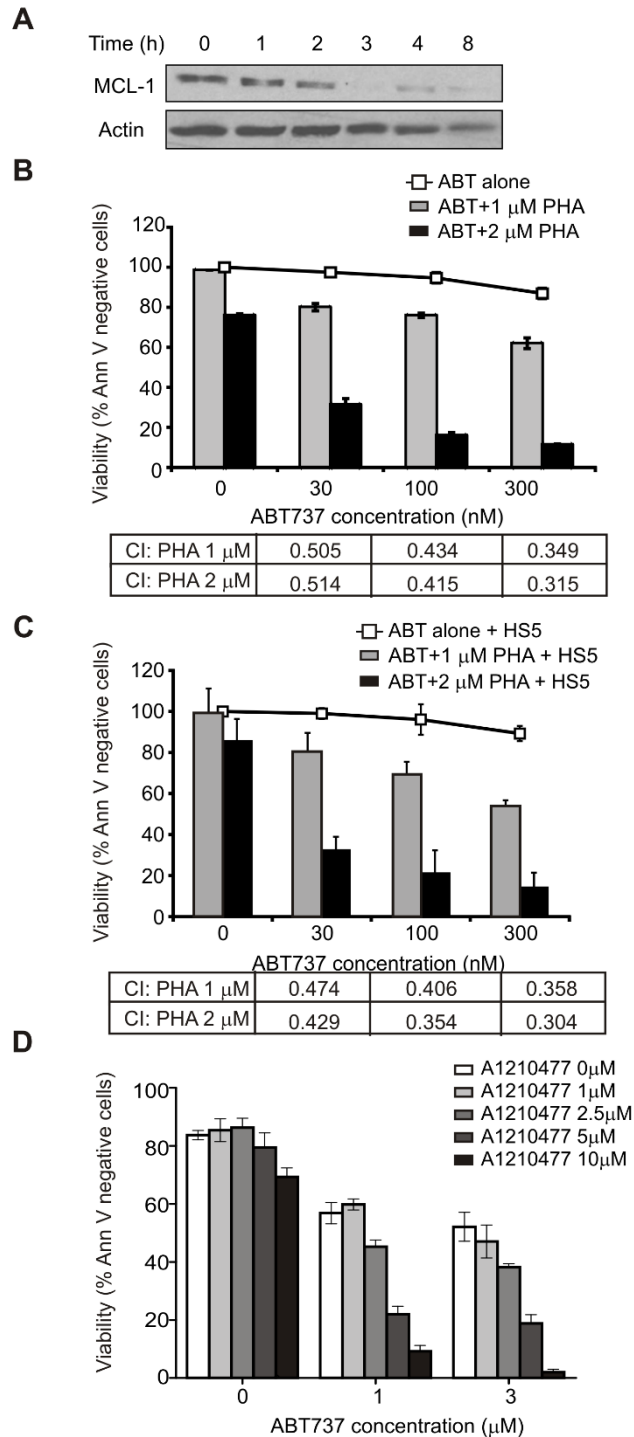 A
Time (h) 0 1 2 3 4 8
MCL-1
Actin
B
ABT alone
ABT+1 µM PHA
ABT+2 µM PHA
Viability (% Ann V negative cells)
120
100
80
60
40
20
0
0 30 100 300
ABT737 concentration (nM)
CI: PHA 1 µM 0.505 0.434 0.349
CI: PHA 2 µM 0.514 0.415 0.315
C
ABT alone + HS5
ABT+1 µM PHA + HS5
ABT+2 µM PHA + HS5
Viability (% Ann V negative cells)
120
100
80
60
40
20
0
0 30 100 300
ABT737 concentration (nM)
CI: PHA 1 µM 0.474 0.406 0.358
CI: PHA 2 µM 0.429 0.354 0.304
D
A1210477 0µM
A1210477 1µM
A1210477 2.5µM
A1210477 5µM
A1210477 10µM
Viability (% Ann V negative cells)
100
80
60
40
20
0
0 1 3
ABT737 concentration (µM)